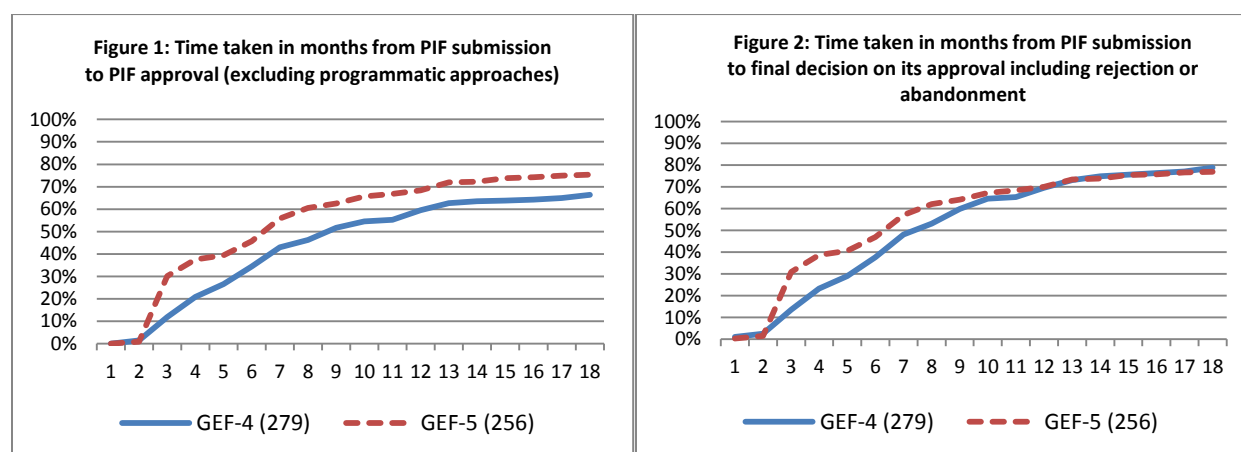 Figure 1: Time taken in months from PIF submission
to PIF approval (excluding programmatic approaches)
100%
90%
80%
70%
60%
50%
40%
30%
20%
10%
0%
1 2 3 4 5 6 7 8 9 10 11 12 13 14 15 16 17 18
GEF-4 (279) GEF-5 (256)
Figure 2: Time taken in months from PIF submission
to final decision on its approval including rejection or
abandonment
100%
90%
80%
70%
60%
50%
40%
30%
20%
10%
0%
1 2 3 4 5 6 7 8 9 10 11 12 13 14 15 16 17 18
GEF-4 (279) GEF-5 (256)